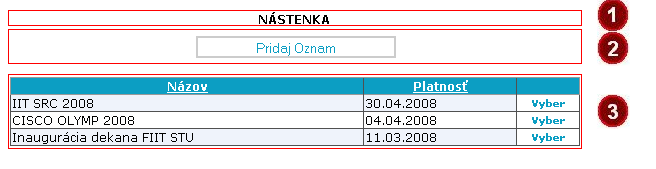 NÁSTENKA 1
Pridaj Oznam 2
Názov Platnosť
IIT SRC 2008 30.04.2008 Vyber
CISCO OLYMP 2008 04.04.2008 Vyber 3
Inaugurácia dekana FIIT STU 11.03.2008 Vyber